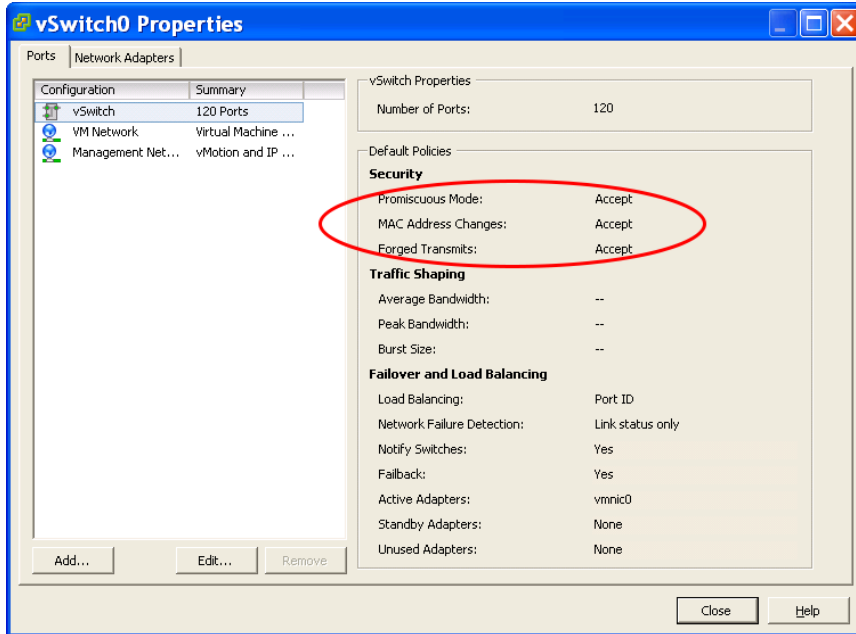 vSwitch0 Properties
Ports Network Adapters
Configuration Summary
vSwitch 120 Ports
VM Network Virtual Machine ...
Management Net... vMotion and IP ...
Add... Edit... Remove
vSwitch Properties
Number of Ports: 120
Default Policies
Security
Promiscuous Mode: Accept
MAC Address Changes: Accept
Forged Transmits: Accept
Traffic Shaping
Average Bandwidth: --
Peak Bandwidth: --
Burst Size: --
Failover and Load Balancing
Load Balancing: Port ID
Network Failure Detection: Link status only
Notify Switches: Yes
Failback: Yes
Active Adapters: vmnic0
Standby Adapters: None
Unused Adapters: None
Close Help